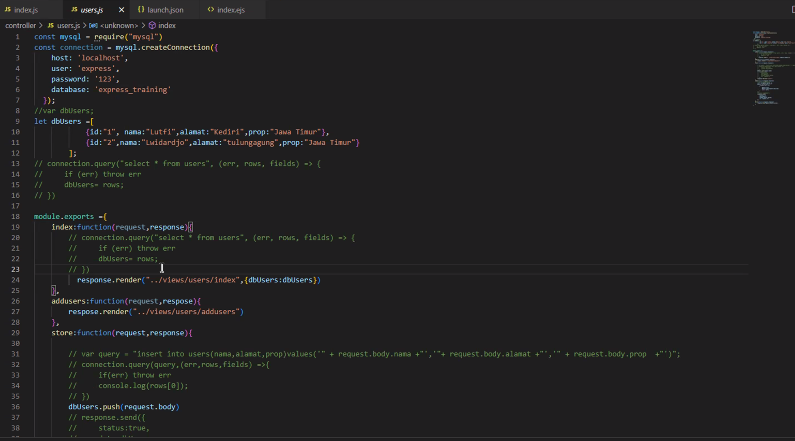 index.js users.js launch.json index.ejs
controller > users.js > <unknown> > index
1 const mysql = require("mysql")
2 const connection = mysql.createConnection({
3 host: 'localhost',
4 user: 'express',
5 password: '123',
6 database: 'express_training'
7 });
8 //var dbUsers;
9 let dbUsers =[
10 {id:"1", nama:"Lutfi",alamat:"Kediri",prop:"Jawa Timur"},
11 {id:"2",nama:"Lwidardjo",alamat:"tulungagung",prop:"Jawa Timur"}
12 ];
13 // connection.query("select * from users", (err, rows, fields) => {
14 // if (err) throw err
15 // dbUsers= rows;
16 // })
17
18 module.exports ={
19 index:function(request,response){
20 // connection.query("select * from users", (err, rows, fields) => {
21 // if (err) throw err
22 // dbUsers= rows;
23 // })
24 response.render("../views/users/index",{dbUsers:dbUsers})
25 },
26 addusers:function(request,respose){
27 respose.render("../views/users/addusers")
28 },
29 store:function(request,response){
30
31 // var query = "insert into users(nama,alamat,prop)values('" + request.body.nama +"','"+ request.body.alamat +"','" + request.body.prop +"')";
32 // connection.query(query,(err,rows,fields) =>{
33 // if(err) throw err
34 // console.log(rows[0]);
35 // })
36 dbUsers.push(request.body)
37 // response.send({
38 // status:true,